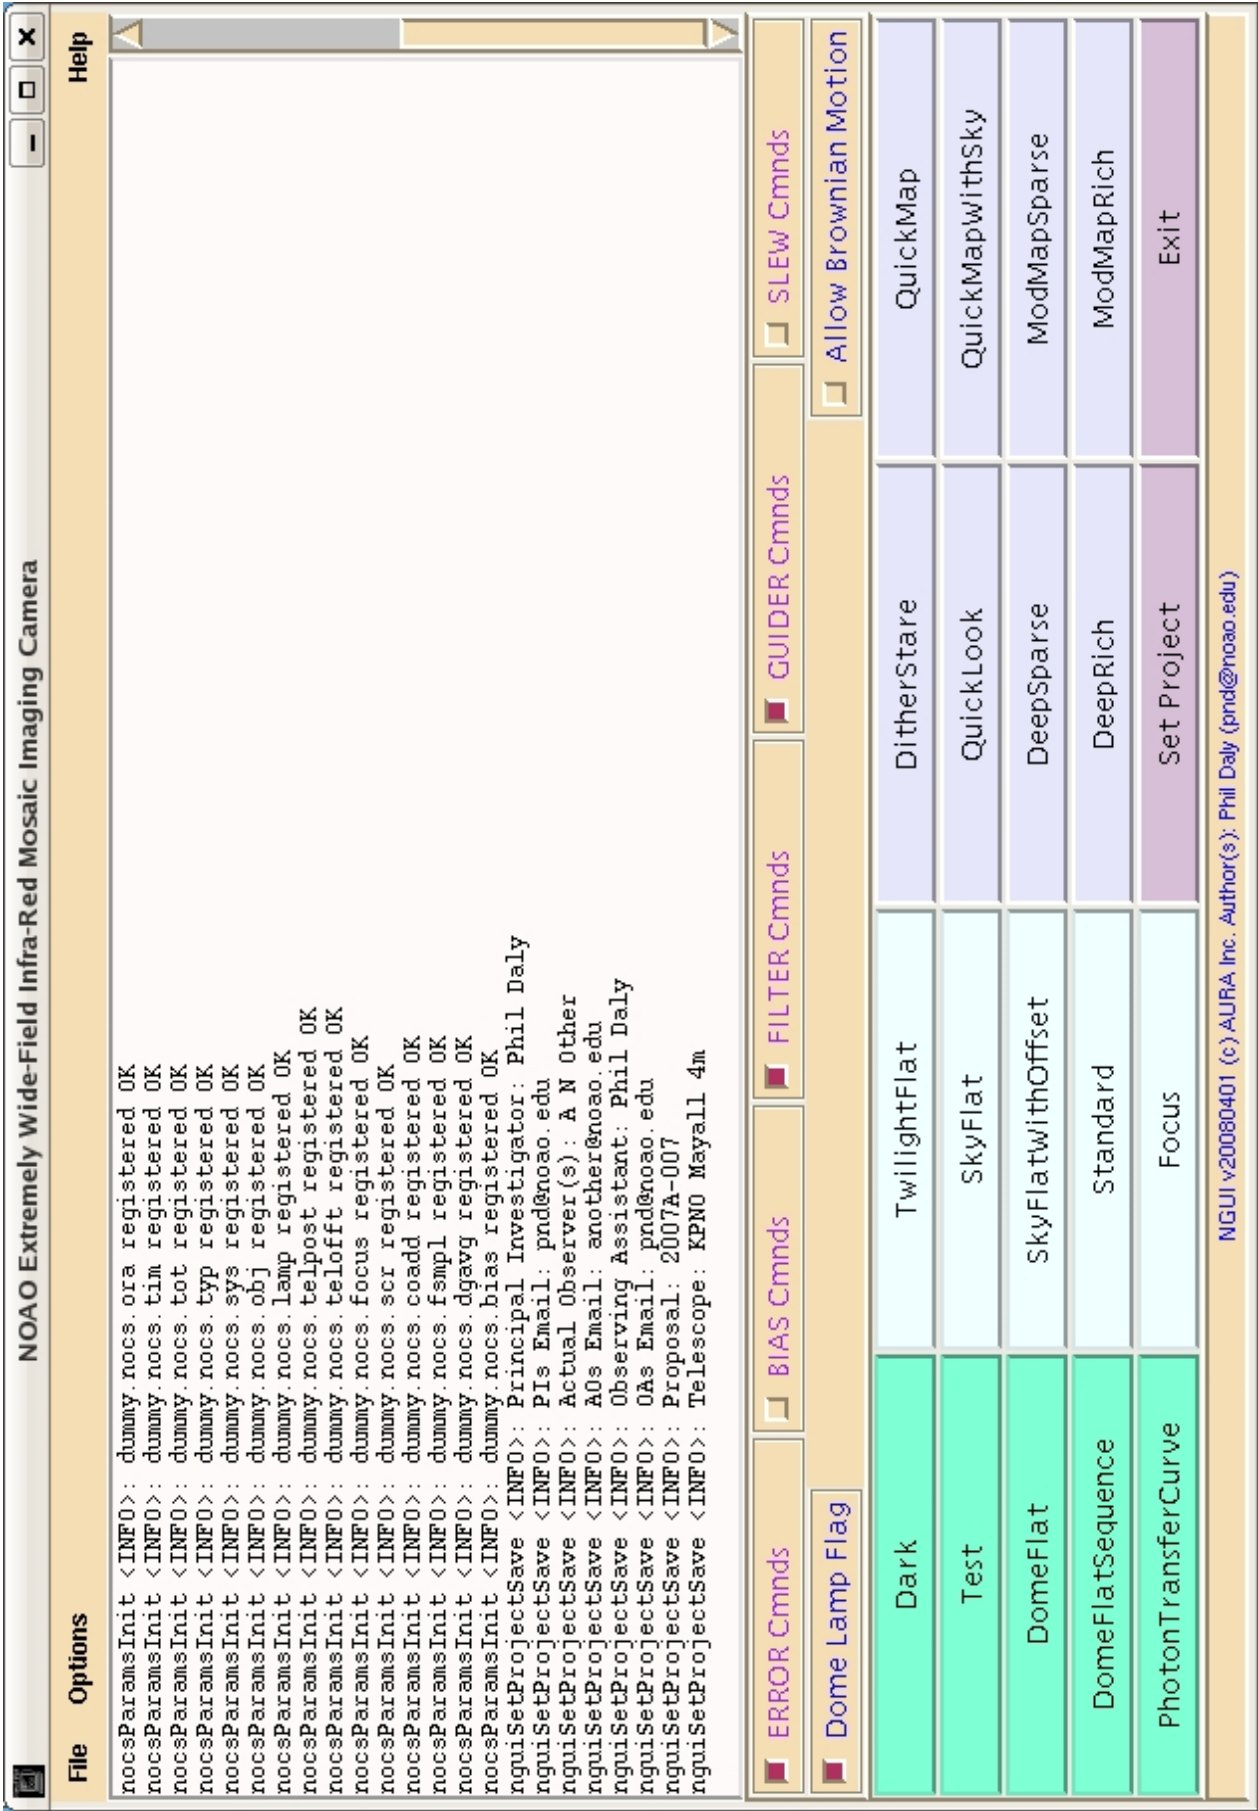 NOAO Extremely Wide-Field Infra-Red Mosaic Imaging Camera
File Options Help
nocsParamsInit <INFO>: dummy.nocs.ora registered OK
nocsParamsInit <INFO>: dummy.nocs.tim registered OK
nocsParamsInit <INFO>: dummy.nocs.tot registered OK
nocsParamsInit <INFO>: dummy.nocs.typ registered OK
nocsParamsInit <INFO>: dummy.nocs.sys registered OK
nocsParamsInit <INFO>: dummy.nocs.obj registered OK
nocsParamsInit <INFO>: dummy.nocs.lamp registered OK
nocsParamsInit <INFO>: dummy.nocs.telpost registered OK
nocsParamsInit <INFO>: dummy.nocs.teloft registered OK
nocsParamsInit <INFO>: dummy.nocs.focus registered OK
nocsParamsInit <INFO>: dummy.nocs.scr registered OK
nocsParamsInit <INFO>: dummy.nocs.coadd registered OK
nocsParamsInit <INFO>: dummy.nocs.fsmpl registered OK
nocsParamsInit <INFO>: dummy.nocs.dgavg registered OK
nocsParamsInit <INFO>: dummy.nocs.bias registered OK
nguiSetProjectSave <INFO>: Principal Investigator: Phil Daly
nguiSetProjectSave <INFO>: PIs Email: pnd@noao.edu
nguiSetProjectSave <INFO>: Actual Observer(s): A N Other
nguiSetProjectSave <INFO>: AOs Email: another@noao.edu
nguiSetProjectSave <INFO>: Observing Assistant: Phil Daly
nguiSetProjectSave <INFO>: OAs Email: pnd@noao.edu
nguiSetProjectSave <INFO>: Proposal: 2007A-007
nguiSetProjectSave <INFO>: Telescope: KPNO Mayall 4m
ERROR Cmnds BIAS Cmnds FILTER Cmnds GUIDER Cmnds SLEW Cmnds
Dome Lamp Flag Allow Brownian Motion
Dark TwilightFlat DitherStare QuickMap
Test SkyFlat QuickLook QuickMapWithSky
DomeFlat SkyFlatWithOffset DeepSparse ModMapSparse
DomeFlatSequence Standard DeepRich ModMapRich
PhotonTransferCurve Focus Set Project Exit
NGUI v20080401 (c) AURA Inc. Author(s): Phil Daly (pnd@noao.edu)